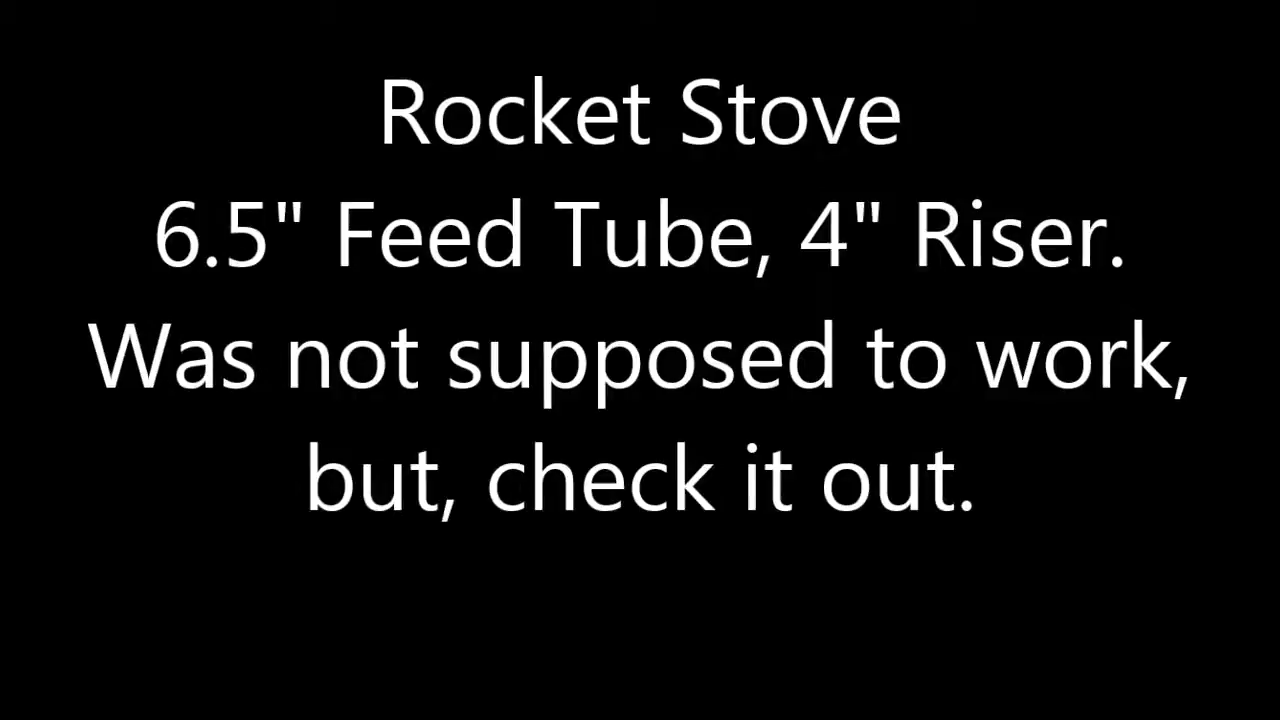 Rocket Stove
6.5" Feed Tube, 4" Riser.
Was not supposed to work,
but, check it out.